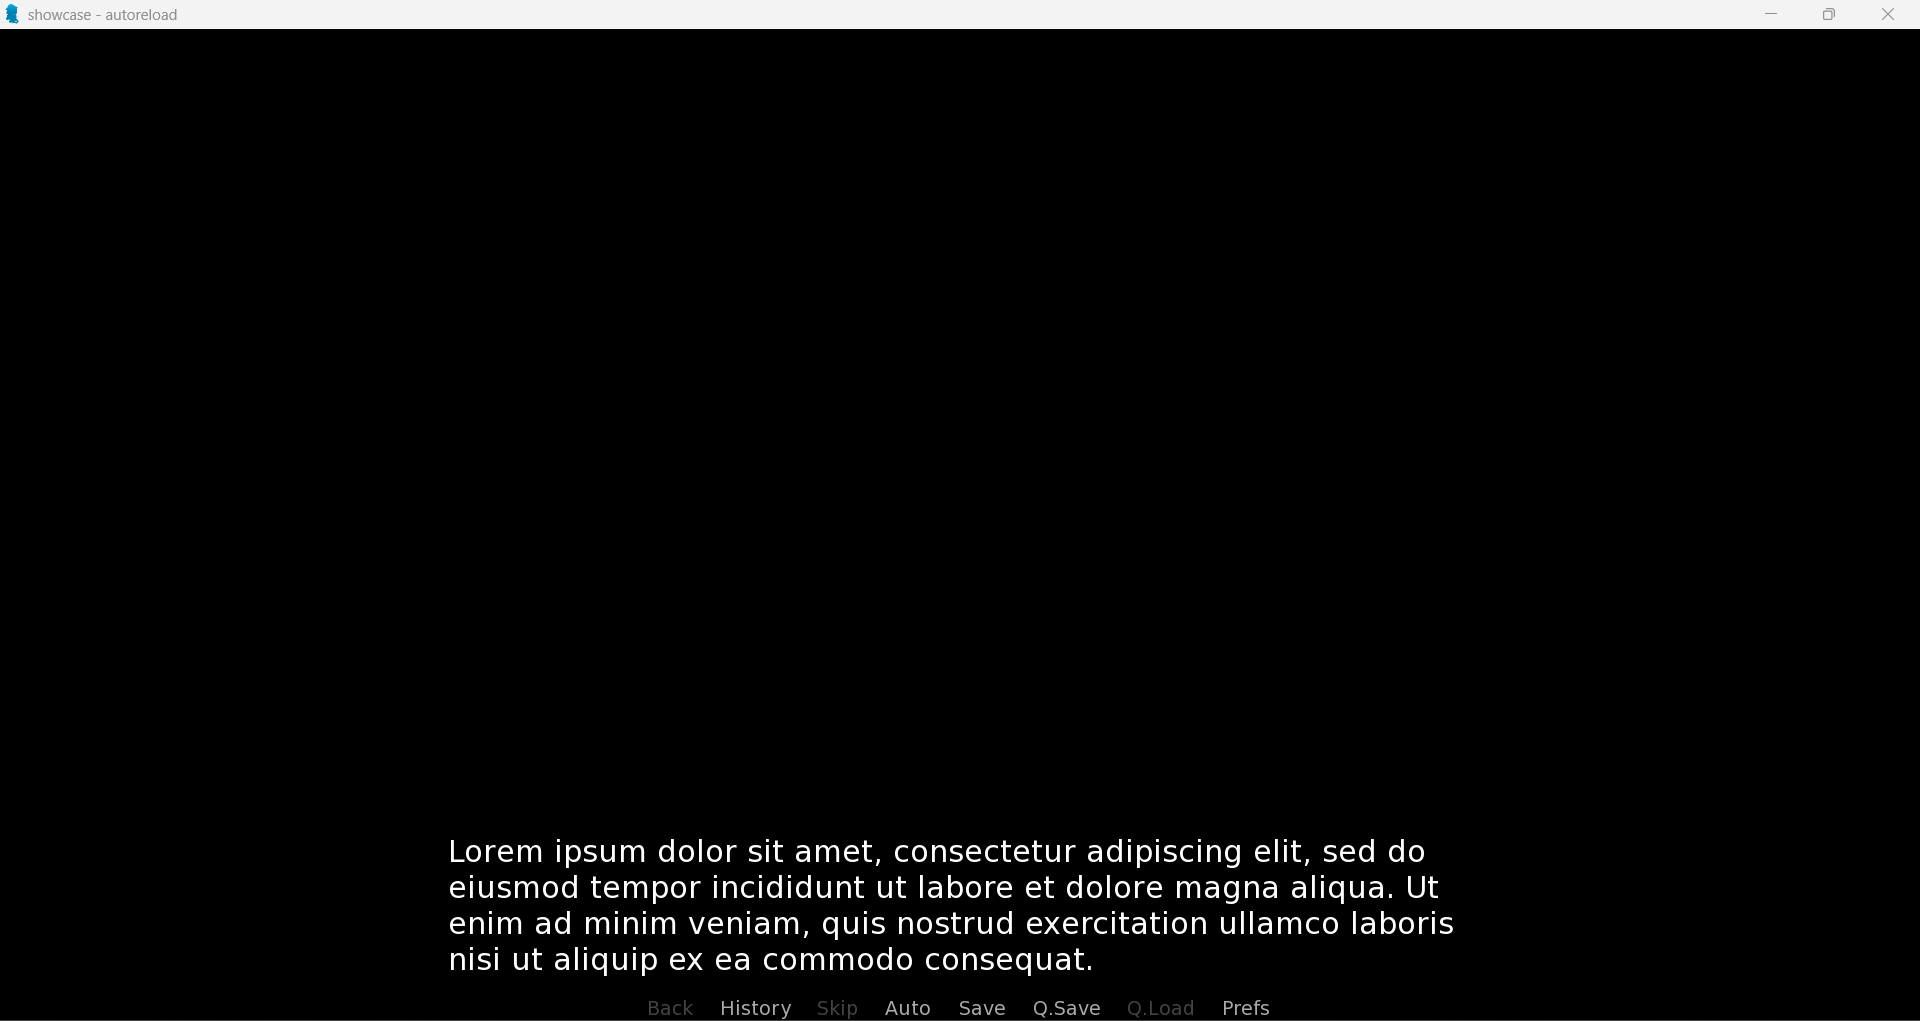 showcase - autoreload
Lorem ipsum dolor sit amet, consectetur adipiscing elit, sed do
eiusmod tempor incididunt ut labore et dolore magna aliqua. Ut
enim ad minim veniam, quis nostrud exercitation ullamco laboris
nisi ut aliquip ex ea commodo consequat.
Back History Skip Auto Save Q.Save Q.Load Prefs